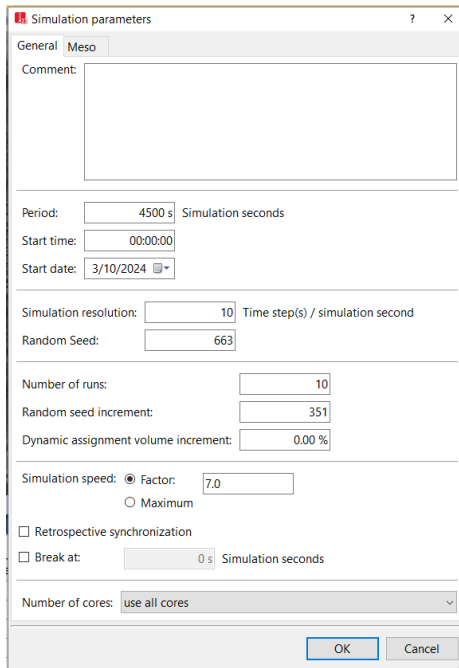 Simulation parameters ? ×
General Meso
Comment:
Period: 4500 s Simulation seconds
Start time: 00:00:00
Start date: 3/10/2024
Simulation resolution: 10 Time step(s) / simulation second
Random Seed: 663
Number of runs: 10
Random seed increment: 351
Dynamic assignment volume increment: 0.00 %
Simulation speed: Factor: 7.0
Maximum
Retrospective synchronization
Break at: 0 s Simulation seconds
Number of cores: use all cores
OK Cancel